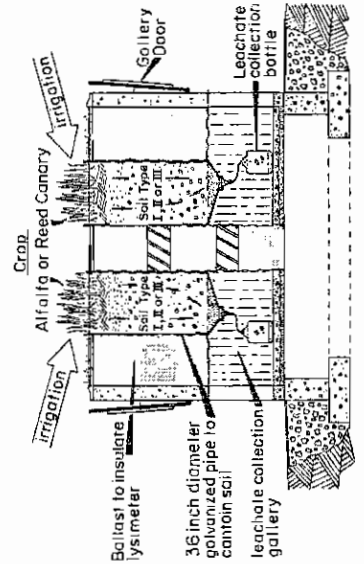 Crop
Alfalfa or Reed Canary
irrigation
irrigation
Gallery
Door
Soil Type
I, II or III
Soil Type
I, II or III
Leachate
collection
bottle
Ballast to insulate
lysimeter
36 inch diameter
galvanized pipe to
contain soil
leachate collection
gallery